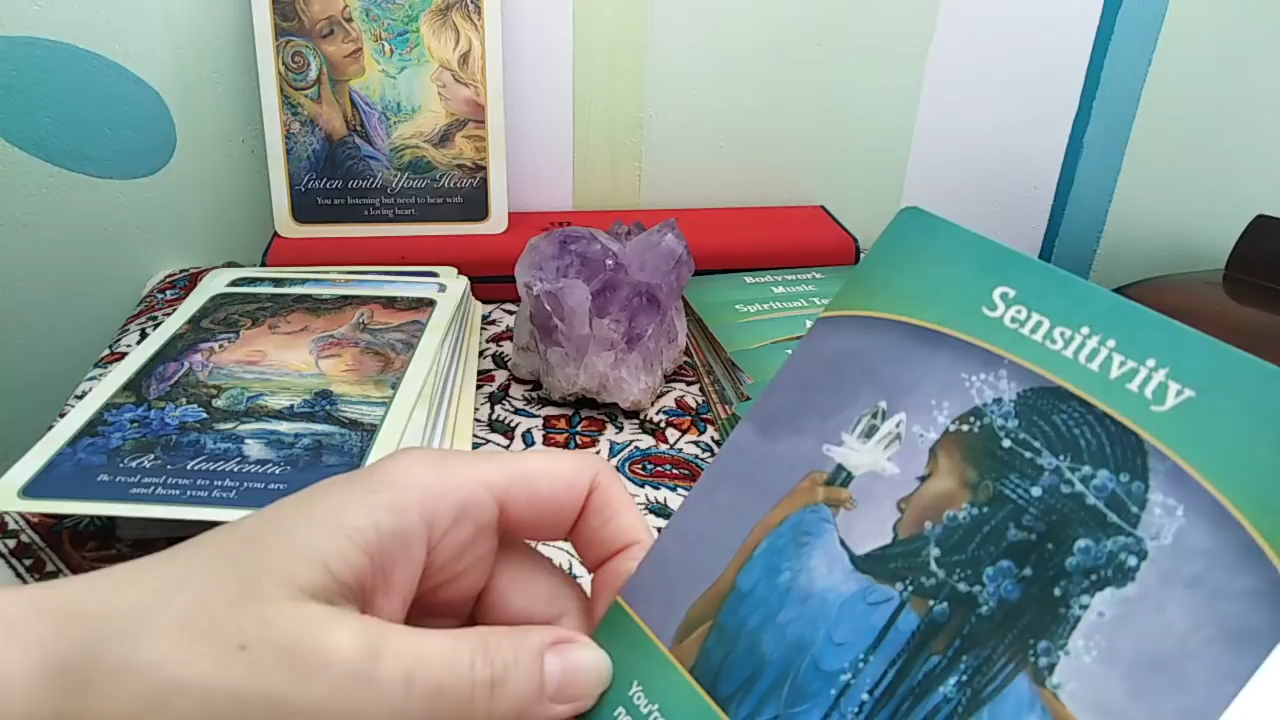 Listen with Your Heart
You are listening but need to hear with
a loving heart.
Bodywork
Music
Spiritual Te
Sensitivity
Be Authentic
Be real and true to who you are
and how you feel.
You're